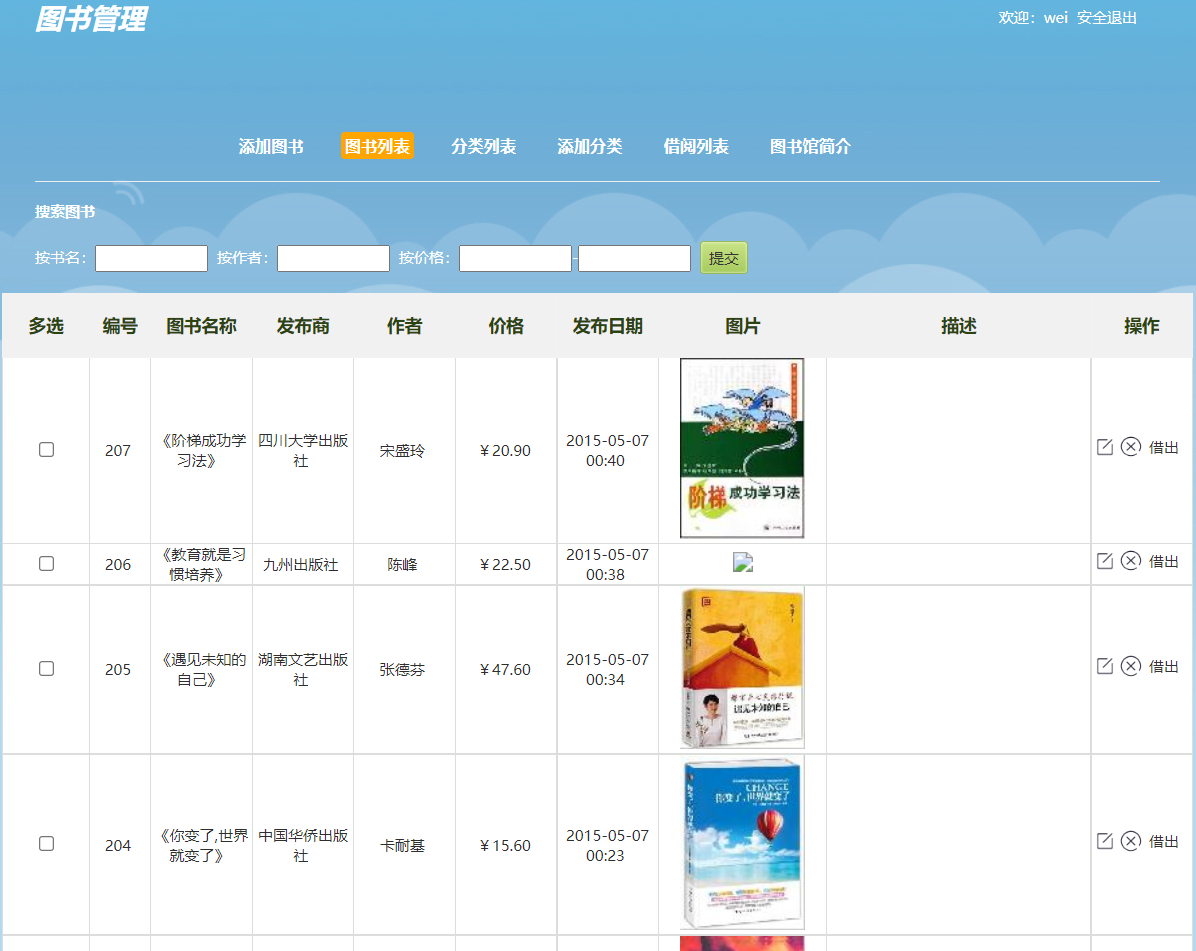 图书管理
欢迎：wei 安全退出
添加图书 图书列表 分类列表 添加分类 借阅列表 图书馆简介
搜索图书
按书名： 按作者： 按价格： - 提交
多选 编号 图书名称 发布商 作者 价格 发布日期 图片 描述 操作
207 《阶梯成功学 四川大学出版 宋盛玲 ￥20.90 2015-05-07 借出
习法》 社 00:40
阶梯 成功学习法
206 《教育就是习 九州出版社 陈峰 ￥22.50 2015-05-07 借出
惯培养》 00:38
205 《遇见未知的 湖南文艺出版 张德芬 ￥47.60 2015-05-07 借出
自己》 社 00:34
遇见未知的自己
204 《你变了,世界 中国华侨出版 卡耐基 ￥15.60 2015-05-07 借出
就变了》 社 00:23
CHANGE
你变了,世界就变了